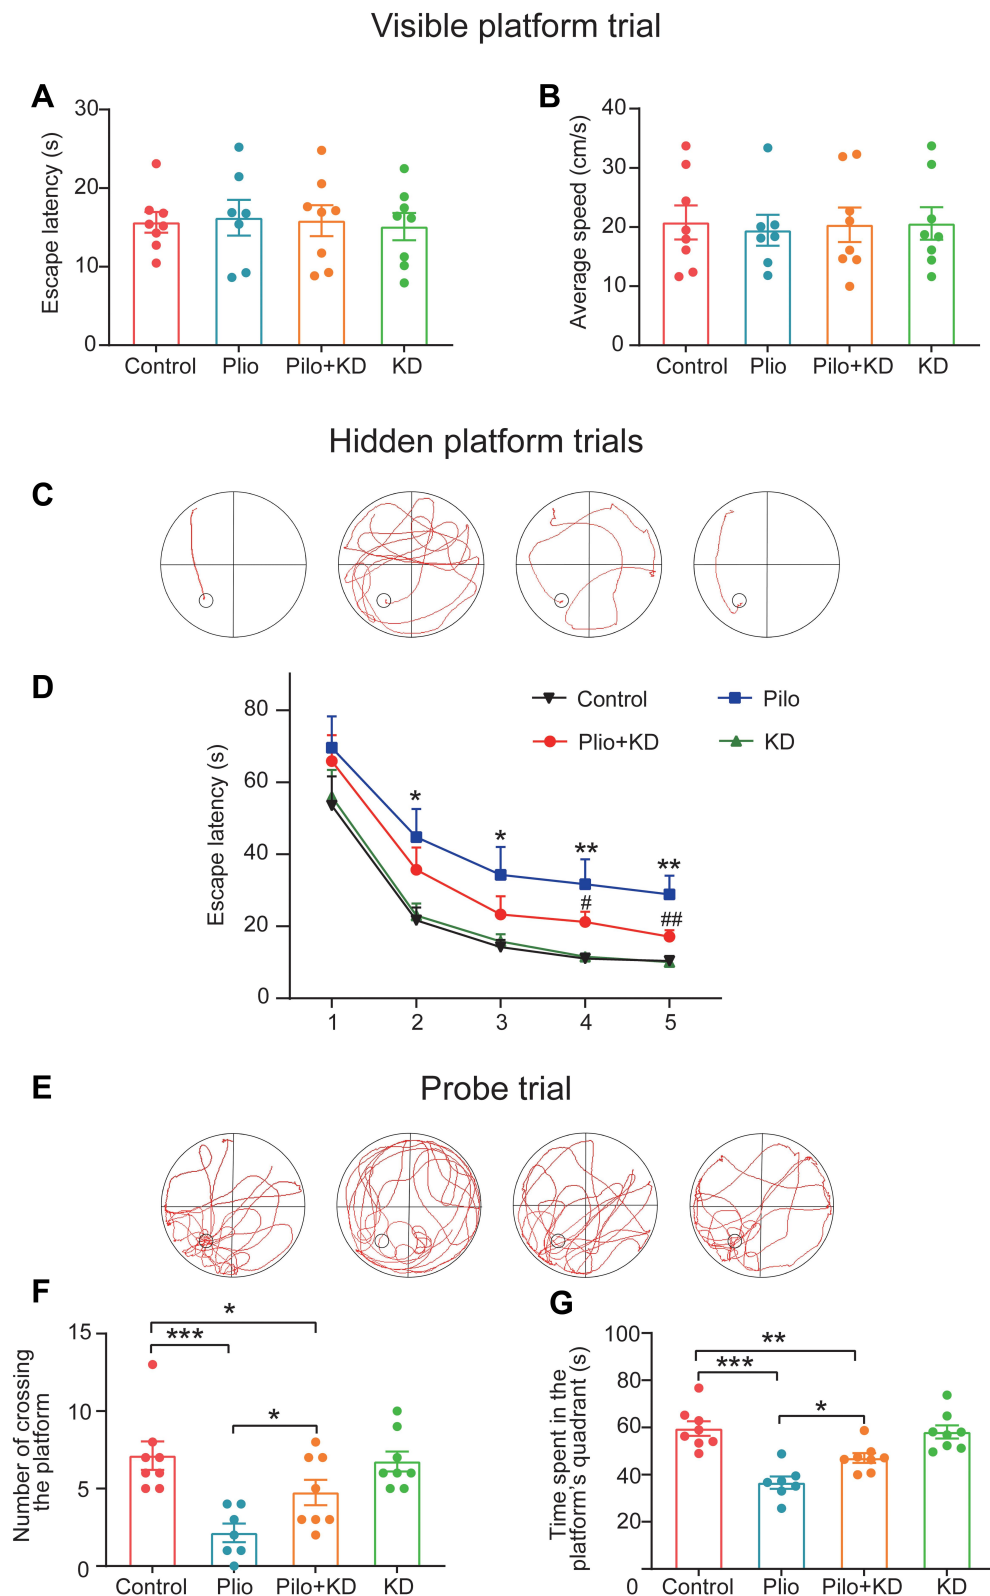 Visible platform trial
A
B
Escape latency (s)
30
20
10
0
Control Plio Pilo+KD KD
Average speed (cm/s)
40
30
20
10
0
Control Plio Pilo+KD KD
Hidden platform trials
C
D
Escape latency (s)
80
60
40
20
0
Control
Pilo
Plio+KD
KD
*
*
**
**
#
##
1 2 3 4 5
E
Probe trial
F
Number of crossing
the platform
15
10
5
0
*
***
*
Control Plio Pilo+KD KD
G
Time spent in the
platform's quadrant (s)
100
80
60
40
20
0
**
***
*
Control Plio Pilo+KD KD